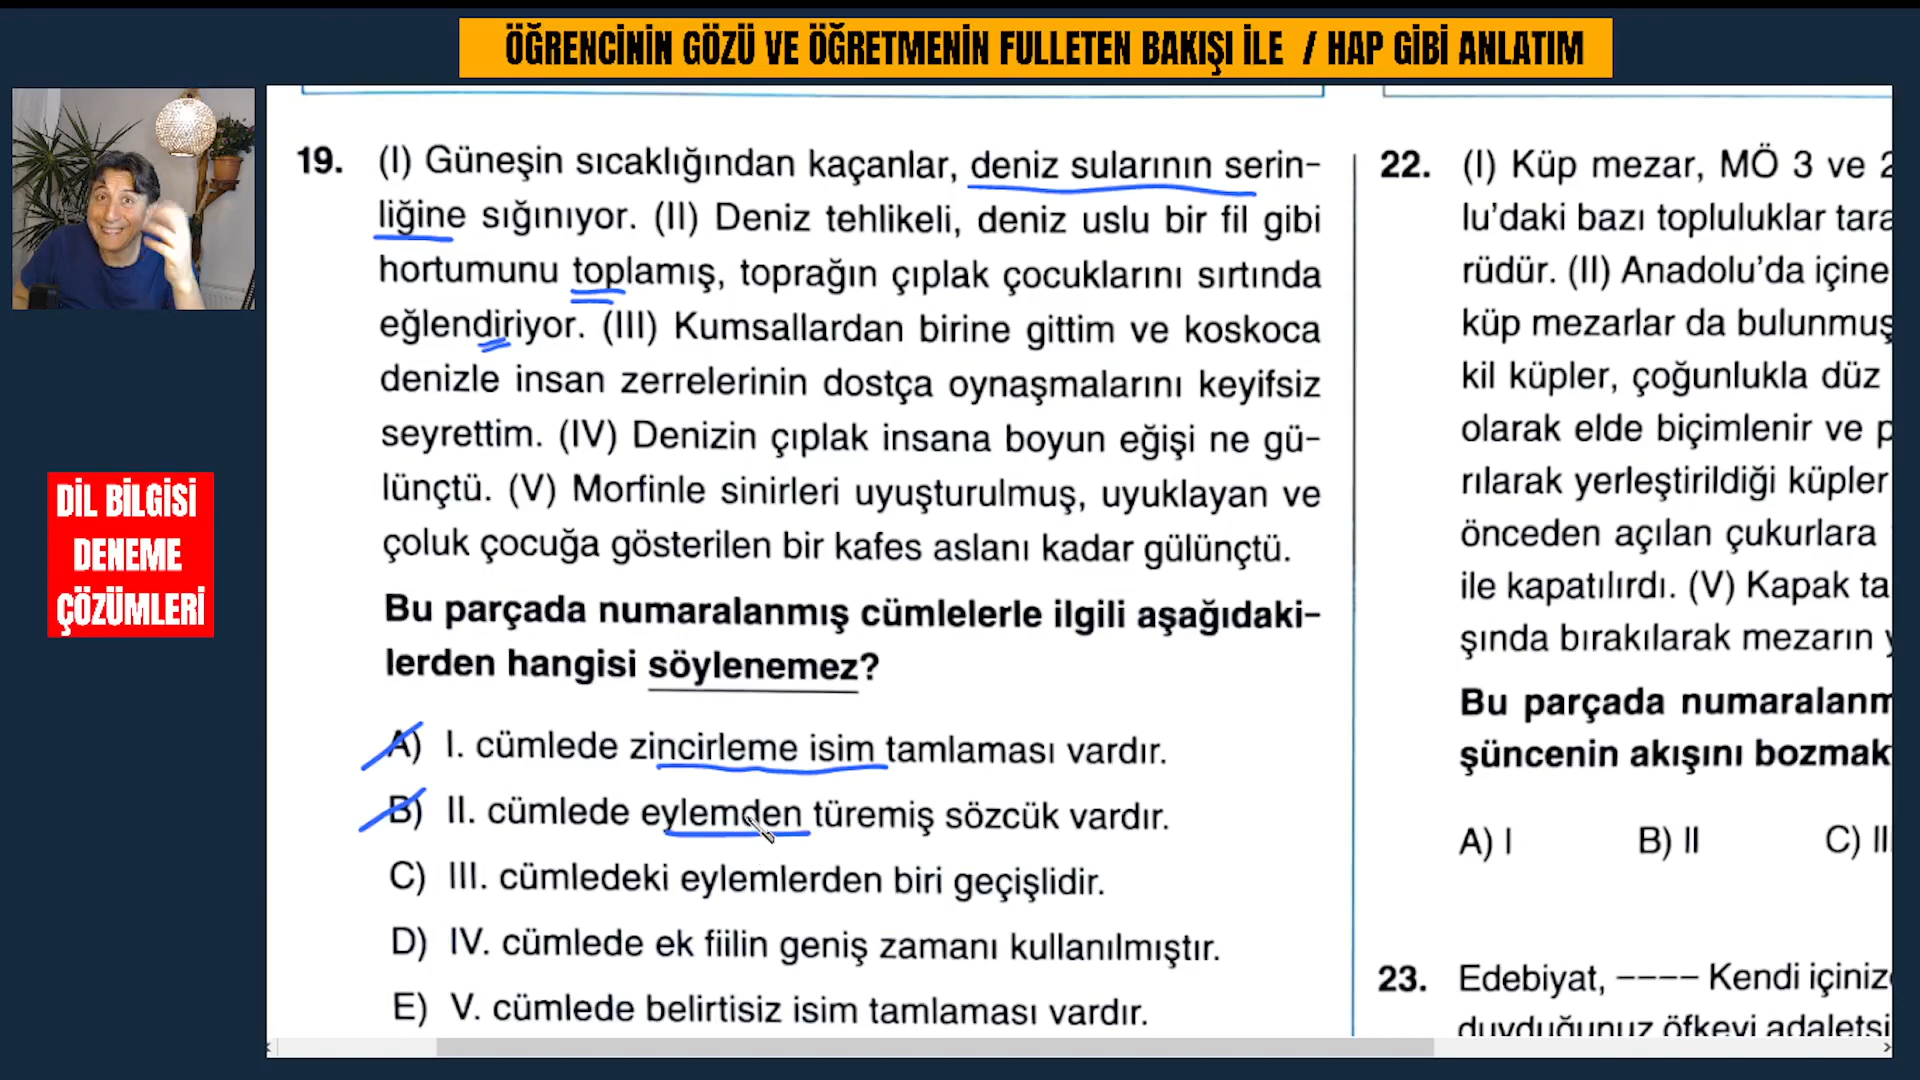 ÖĞRENCİNİN GÖZÜ VE ÖĞRETMENİN FULLETEN BAKIŞI İLE / HAP GİBİ ANLATIM
DİL BİLGİSİ
DENEME
ÇÖZÜMLERİ
19. (I) Güneşin sıcaklığından kaçanlar, deniz sularının serin-
liğine sığınıyor. (II) Deniz tehlikeli, deniz uslu bir fil gibi
hortumunu toplamış, toprağın çıplak çocuklarını sırtında
eğlendiriyor. (III) Kumsallardan birine gittim ve koskoca
denizle insan zerrelerinin dostça oynaşmalarını keyifsiz
seyrettim. (IV) Denizin çıplak insana boyun eğişi ne gü-
lünçtü. (V) Morfinle sinirleri uyuşturulmuş, uyuklayan ve
çoluk çocuğa gösterilen bir kafes aslanı kadar gülünçtü.
Bu parçada numaralanmış cümlelerle ilgili aşağıdaki-
lerden hangisi söylenemez?
A) I. cümlede zincirleme isim tamlaması vardır.
B) II. cümlede eylemden türemiş sözcük vardır.
C) III. cümledeki eylemlerden biri geçişlidir.
D) IV. cümlede ek fiilin geniş zamanı kullanılmıştır.
E) V. cümlede belirtisiz isim tamlaması vardır.
22. (I) Küp mezar, MÖ 3 ve 2
lu’daki bazı topluluklar tara
rüdür. (II) Anadolu’da içine
küp mezarlar da bulunmuş
kil küpler, çoğunlukla düz
olarak elde biçimlenir ve p
rılarak yerleştirildiği küpler
önceden açılan çukurlara
ile kapatılırdı. (V) Kapak ta
şında bırakılarak mezarın y
Bu parçada numaralanm
şüncenin akışını bozmak
A) I B) II C) II
23. Edebiyat, –––– Kendi içiniz
duyduğunuz öfkeyi adaletsi